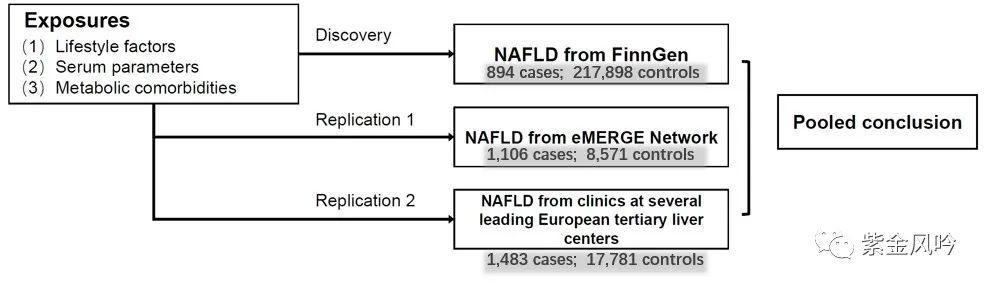 Exposures
（1） Lifestyle factors
（2） Serum parameters
（3） Metabolic comorbidities
Discovery
NAFLD from FinnGen
894 cases; 217,898 controls
Replication 1
NAFLD from eMERGE Network
1,106 cases; 8,571 controls
Replication 2
NAFLD from clinics at several
leading European tertiary liver
centers
1,483 cases; 17,781 controls
Pooled conclusion
紫金风吟